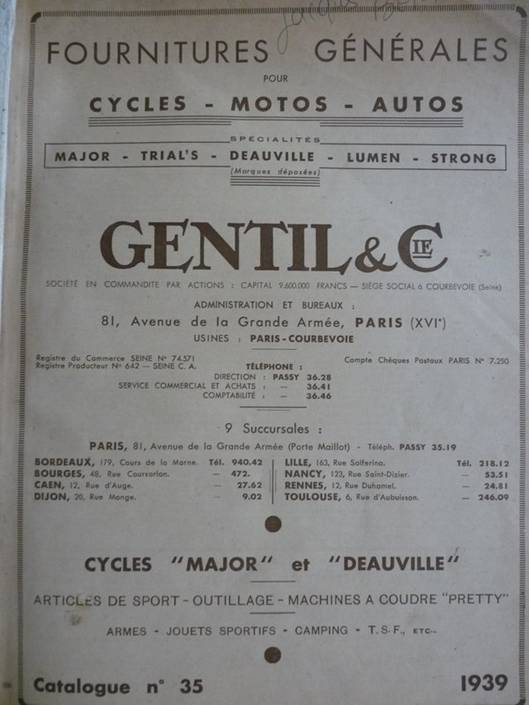 FOURNITURES GÉNÉRALES
POUR
CYCLES - MOTOS - AUTOS
SPÉCIALITÉS
MAJOR - TRIAL'S - DEAUVILLE - LUMEN - STRONG
(Marques déposées)
GENTIL & CIE
SOCIÉTÉ EN COMMANDITE PAR ACTIONS : CAPITAL 9.600.000 FRANCS — SIÈGE SOCIAL à COURBEVOIE (Seine)
ADMINISTRATION ET BUREAUX :
81, Avenue de la Grande Armée, PARIS (XVIe)
USINES : PARIS-COURBEVOIE
Registre du Commerce SEINE N° 74.571
Registre Producteur N° 642 — SEINE C. A.
Compte Chèques Postaux PARIS N° 7.250
TÉLÉPHONE :
DIRECTION : PASSY 36.28
SERVICE COMMERCIAL ET ACHATS : — 36.41
COMPTABILITÉ : — 36.46
9 Succursales :
PARIS, 81, Avenue de la Grande Armée (Porte Maillot) - Téléph. PASSY 35.19
BORDEAUX, 179, Cours de la Marne. Tél. 940.42
BOURGES, 48, Rue Coursarlon. — 472.
CAEN, 12, Rue d'Auge. — 27.62
DIJON, 20, Rue Monge. — 9.02
LILLE, 163, Rue Solferino. Tél. 218.12
NANCY, 123, Rue Saint-Dizier. — 53.51
RENNES, 12, Rue Duhamel. — 24.81
TOULOUSE, 6, Rue d'Aubuisson. — 246.09
CYCLES "MAJOR" et "DEAUVILLE"
ARTICLES DE SPORT - OUTILLAGE - MACHINES A COUDRE "PRETTY"
ARMES - JOUETS SPORTIFS - CAMPING - T.S.F., ETC...
Catalogue n° 35 1939